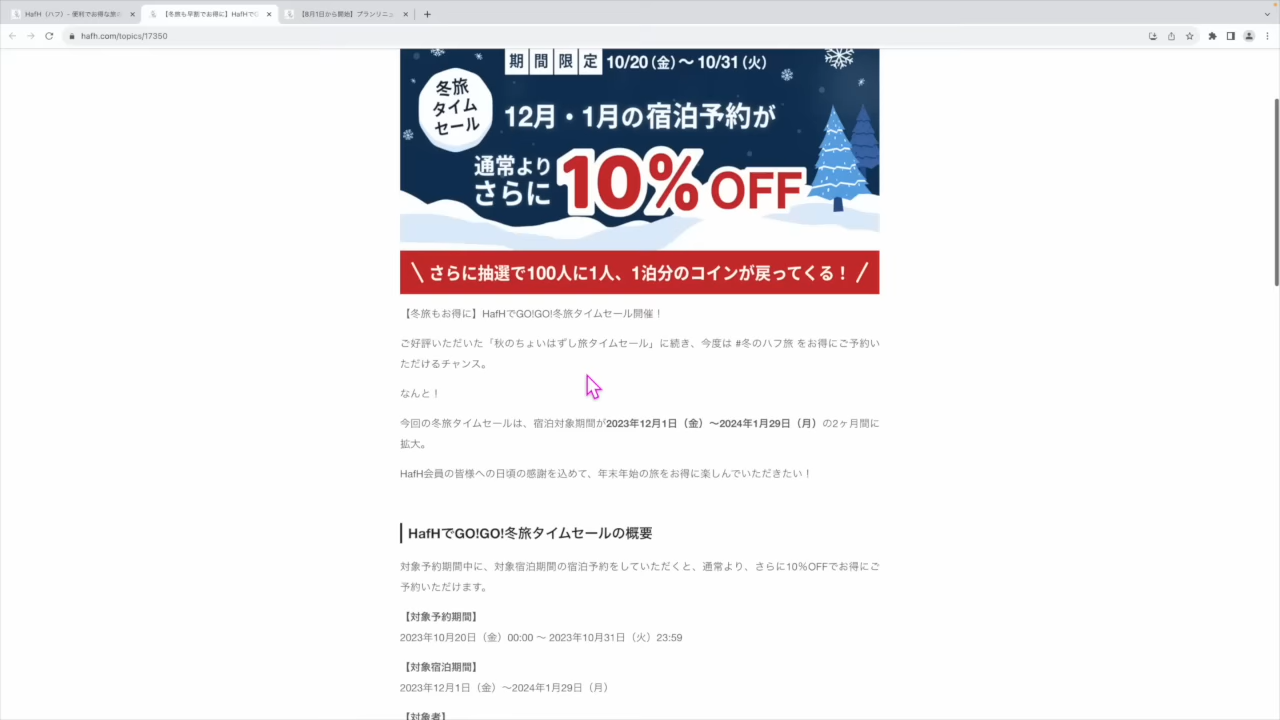 HafH（ハフ）- 便利でお得な旅の
【冬旅も早割でお得に】HafHでG
【8月1日から開始】プランリニュ
hafh.com/topics/17350
期間限定 10/20（金）〜 10/31（火）
冬旅
タイム
セール
12月・1月の宿泊予約が
通常より
さらに
10% OFF
\ さらに抽選で100人に1人、1泊分のコインが戻ってくる！ /
【冬旅もお得に】HafHでGO!GO!冬旅タイムセール開催！
ご好評いただいた「秋のちょいはずし旅タイムセール」に続き、今度は #冬のハフ旅 をお得にご予約い
ただけるチャンス。
なんと！
今回の冬旅タイムセールは、宿泊対象期間が2023年12月1日（金）〜2024年1月29日（月）の2ヶ月間に
拡大。
HafH会員の皆様への日頃の感謝を込めて、年末年始の旅をお得に楽しんでいただきたい！
HafHでGO!GO!冬旅タイムセールの概要
対象予約期間中に、対象宿泊期間の宿泊予約をしていただくと、通常より、さらに10％OFFでお得にご
予約いただけます。
【対象予約期間】
2023年10月20日（金）00:00 〜 2023年10月31日（火）23:59
【対象宿泊期間】
2023年12月1日（金）〜2024年1月29日（月）
【対象者】